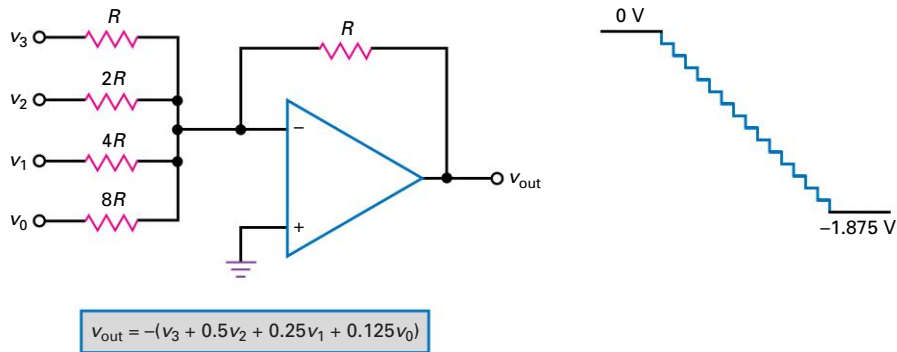 R
v3
2R
v2
4R
v1
8R
v0
R
−
+
vout
0 V
−1.875 V
vout = −(v3 + 0.5v2 + 0.25v1 + 0.125v0)